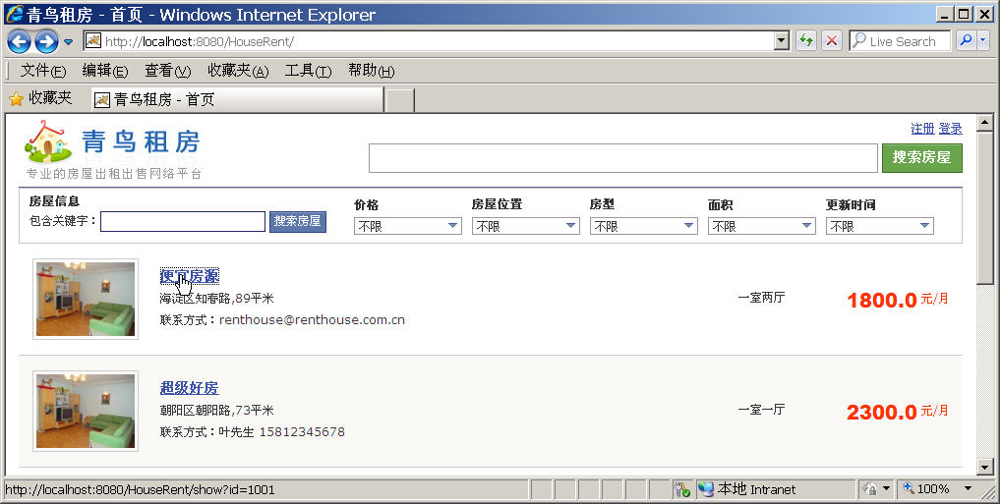 青鸟租房 - 首页 - Windows Internet Explorer
http://localhost:8080/HouseRent/
Live Search
文件(F) 编辑(E) 查看(V) 收藏夹(A) 工具(T) 帮助(H)
收藏夹 青鸟租房 - 首页
注册 登录
青鸟租房
专业的房屋出租出售网络平台
搜索房屋
房屋信息 价格 房屋位置 房型 面积 更新时间
包含关键字： 搜索房屋 不限 不限 不限 不限 不限
便宜房源
海淀区知春路,89平米 一室两厅 1800.0 元/月
联系方式：renthouse@renthouse.com.cn
超级好房
朝阳区朝阳路,73平米 一室一厅 2300.0 元/月
联系方式：叶先生 15812345678
http://localhost:8080/HouseRent/show?id=1001 本地 Intranet 100%